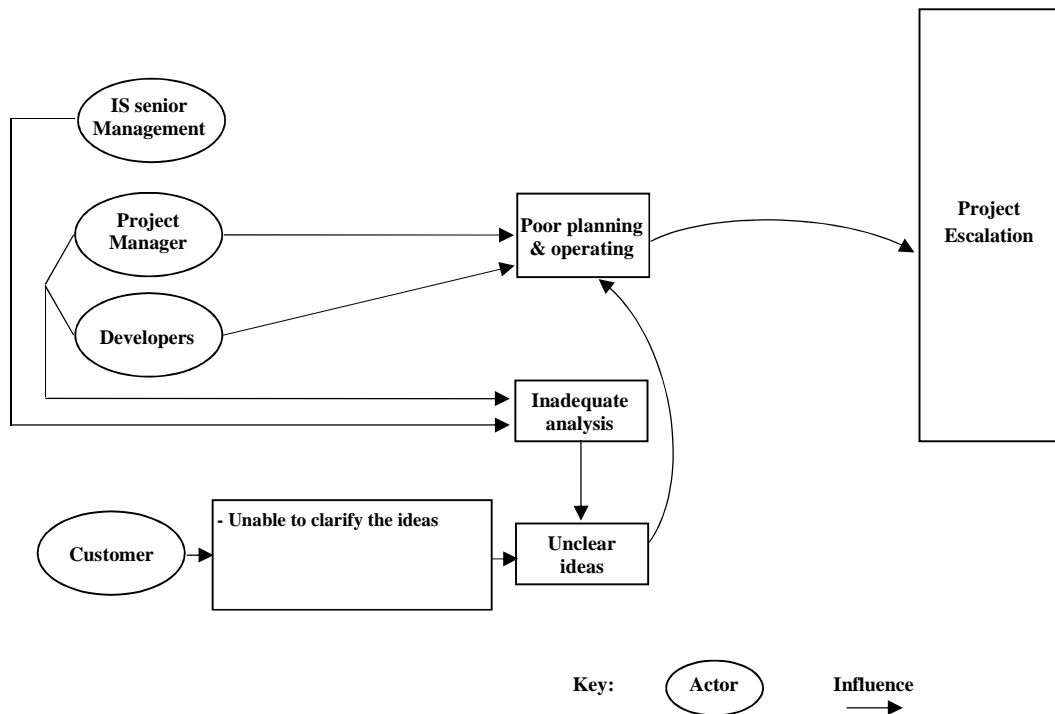 IS senior
Management
Project
Manager
Developers
Poor planning
& operating
Project
Escalation
Inadequate
analysis
- Unable to clarify the ideas
Customer
Unclear
ideas
Key:
Actor
Influence